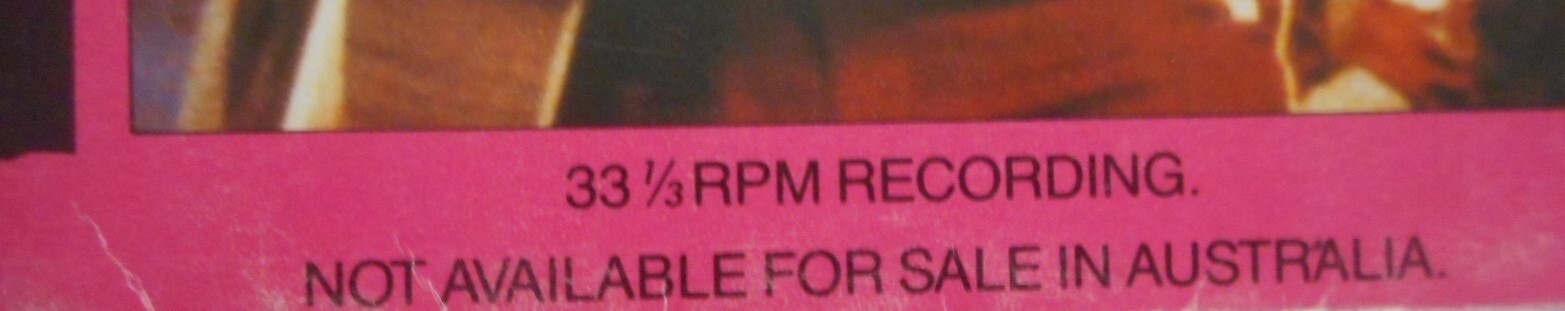 33 ⅓ RPM RECORDING.
NOT AVAILABLE FOR SALE IN AUSTRALIA.